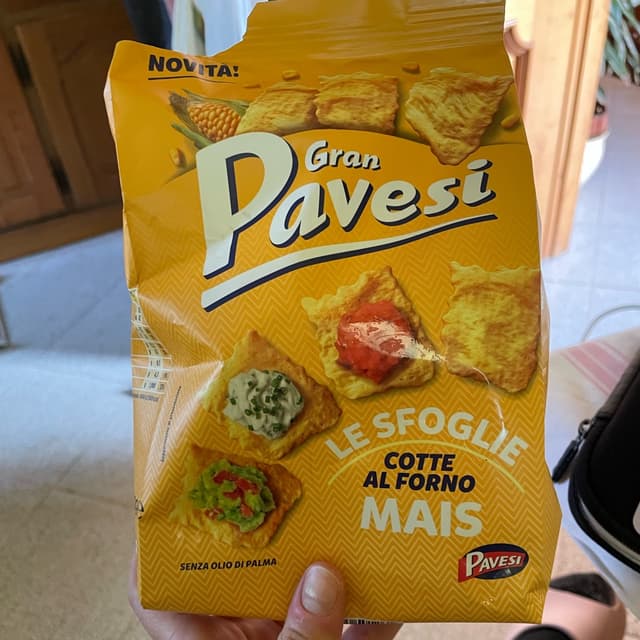 NOVITÀ!
Gran
Pavesi
LE SFOGLIE
COTTE
AL FORNO
MAIS
SENZA OLIO DI PALMA
PAVESI